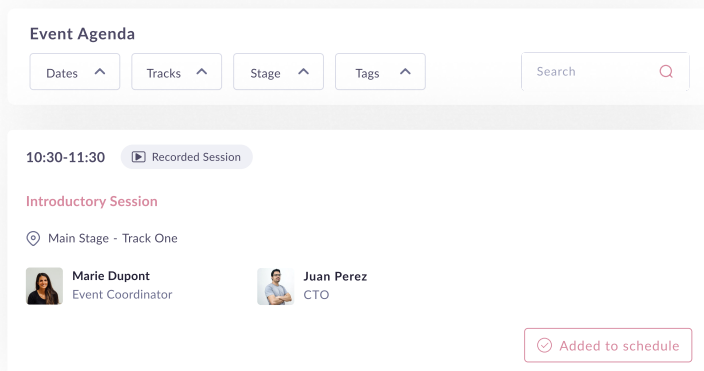 Event Agenda
Dates
Tracks
Stage
Tags
Search
10:30-11:30
Recorded Session
Introductory Session
Main Stage - Track One
Marie Dupont
Event Coordinator
Juan Perez
CTO
Added to schedule